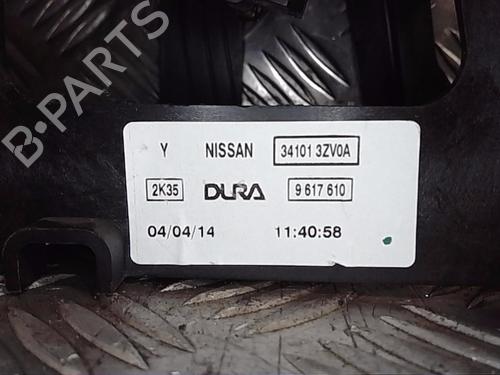 B-PARTS
Y NISSAN 34101 3ZV0A
2K35 DURA 9 617 610
04/04/14 11:40:58